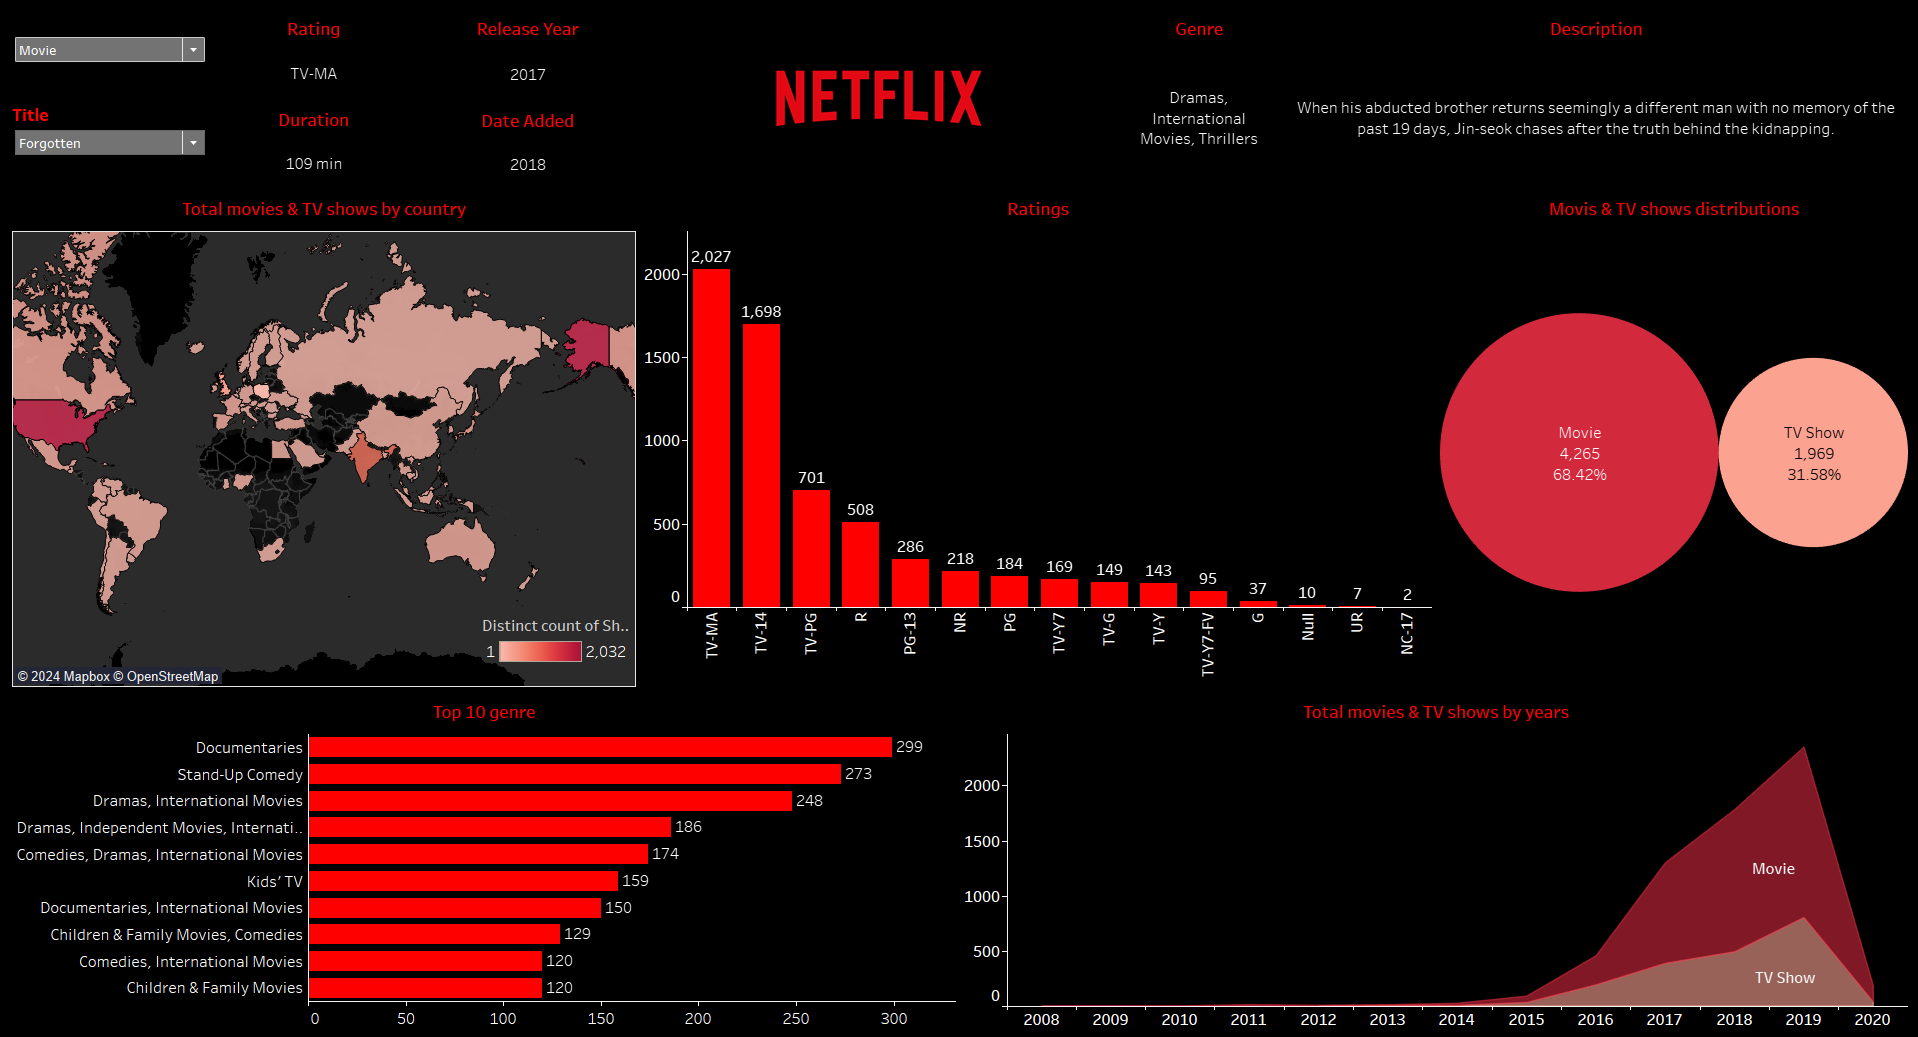 Movie
Title
Forgotten
Rating
TV-MA
Duration
109 min
Release Year
2017
Date Added
2018
NETFLIX
Genre
Dramas,
International
Movies, Thrillers
Description
When his abducted brother returns seemingly a different man with no memory of the
past 19 days, Jin-seok chases after the truth behind the kidnapping.
Total movies & TV shows by country
Distinct count of Sh..
1 2,032
© 2024 Mapbox © OpenStreetMap
Ratings
2000
1500
1000
500
0
2,027
1,698
701
508
286
218
184
169
149
143
95
37
10
7
2
TV-MA
TV-14
TV-PG
R
PG-13
NR
PG
TV-Y7
TV-G
TV-Y
TV-Y7-FV
G
Null
UR
NC-17
Movis & TV shows distributions
Movie
4,265
68.42%
TV Show
1,969
31.58%
Top 10 genre
Documentaries 299
Stand-Up Comedy 273
Dramas, International Movies 248
Dramas, Independent Movies, Internati.. 186
Comedies, Dramas, International Movies 174
Kids' TV 159
Documentaries, International Movies 150
Children & Family Movies, Comedies 129
Comedies, International Movies 120
Children & Family Movies 120
0 50 100 150 200 250 300
Total movies & TV shows by years
2000
1500
1000
500
0
Movie
TV Show
2008 2009 2010 2011 2012 2013 2014 2015 2016 2017 2018 2019 2020